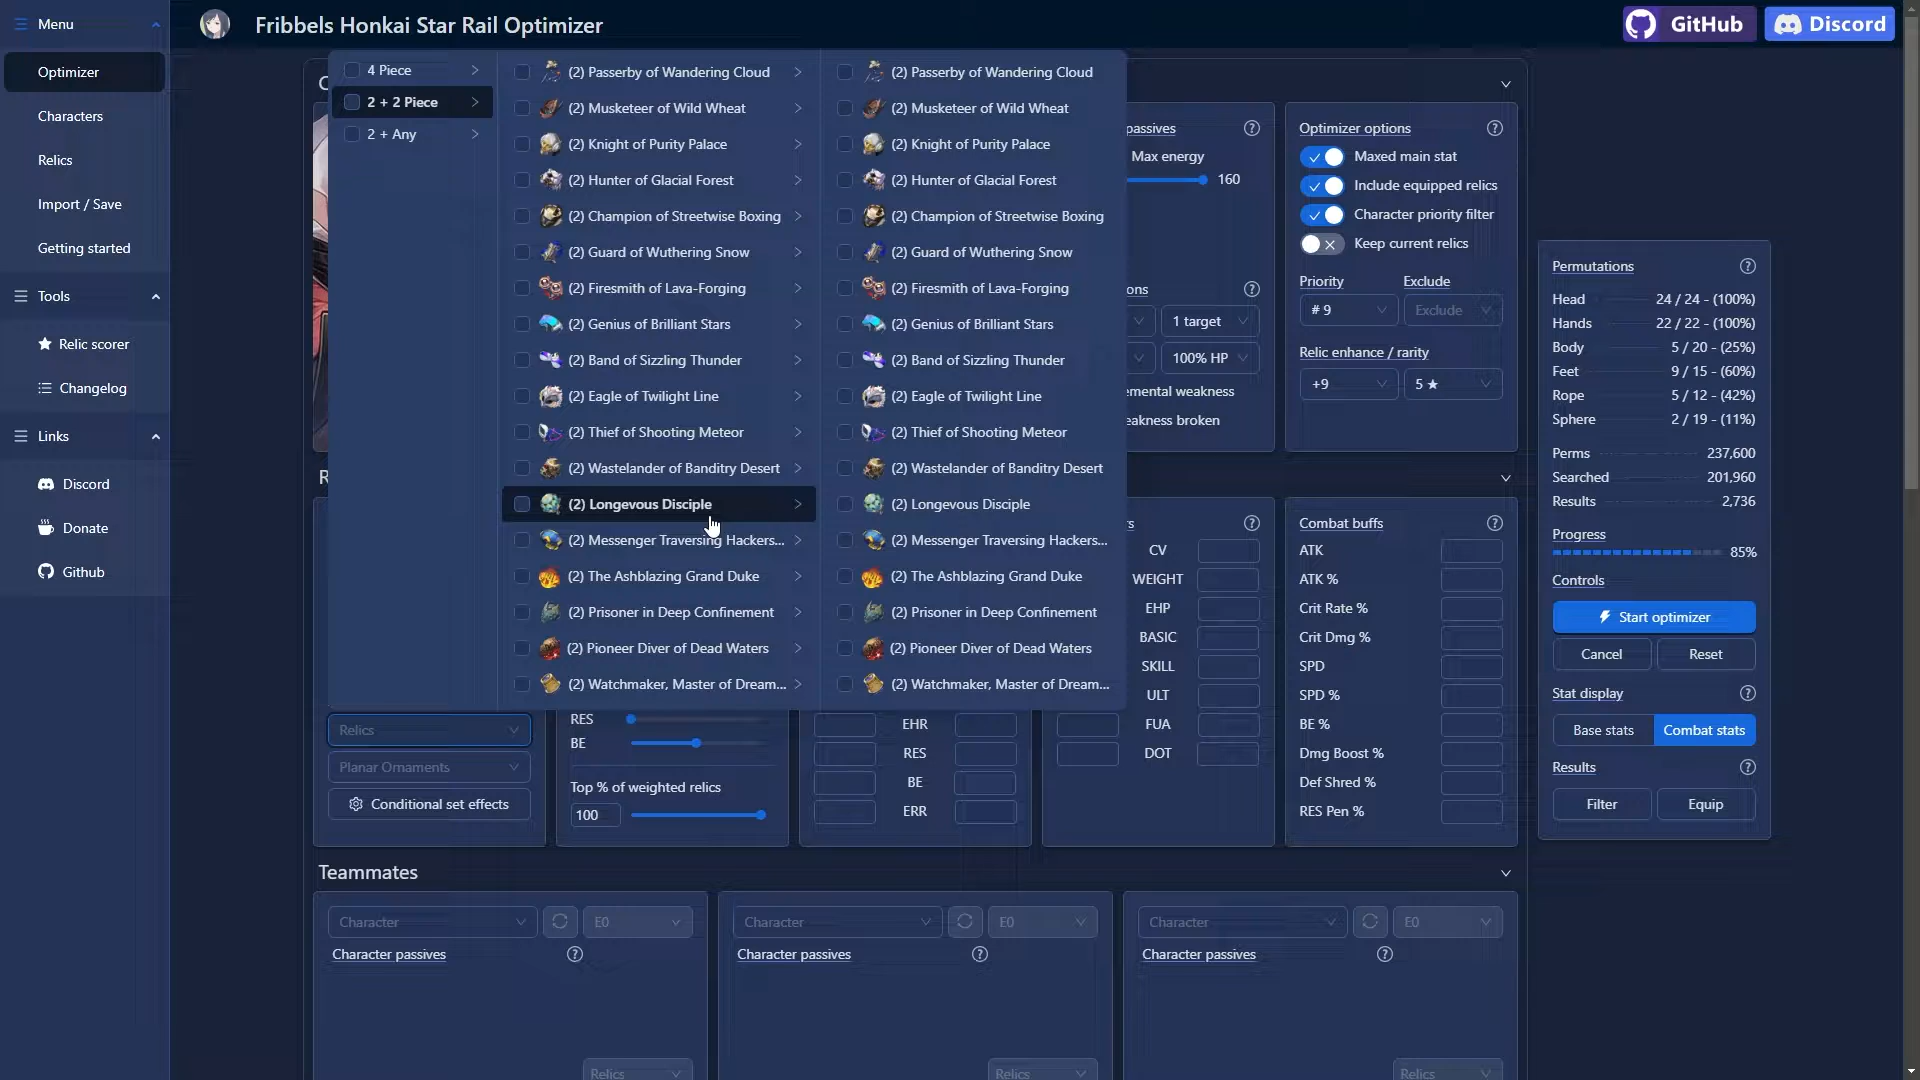 Menu
Fribbels Honkai Star Rail Optimizer
GitHub
Discord
Optimizer
Characters
Relics
Import / Save
Getting started
Tools
Relic scorer
Changelog
Links
Discord
Donate
Github
4 Piece
2 + 2 Piece
2 + Any
(2) Passerby of Wandering Cloud
(2) Musketeer of Wild Wheat
(2) Knight of Purity Palace
(2) Hunter of Glacial Forest
(2) Champion of Streetwise Boxing
(2) Guard of Wuthering Snow
(2) Firesmith of Lava-Forging
(2) Genius of Brilliant Stars
(2) Band of Sizzling Thunder
(2) Eagle of Twilight Line
(2) Thief of Shooting Meteor
(2) Wastelander of Banditry Desert
(2) Longevous Disciple
(2) Messenger Traversing Hackers...
(2) The Ashblazing Grand Duke
(2) Prisoner in Deep Confinement
(2) Pioneer Diver of Dead Waters
(2) Watchmaker, Master of Dream...
(2) Passerby of Wandering Cloud
(2) Musketeer of Wild Wheat
(2) Knight of Purity Palace
(2) Hunter of Glacial Forest
(2) Champion of Streetwise Boxing
(2) Guard of Wuthering Snow
(2) Firesmith of Lava-Forging
(2) Genius of Brilliant Stars
(2) Band of Sizzling Thunder
(2) Eagle of Twilight Line
(2) Thief of Shooting Meteor
(2) Wastelander of Banditry Desert
(2) Longevous Disciple
(2) Messenger Traversing Hackers...
(2) The Ashblazing Grand Duke
(2) Prisoner in Deep Confinement
(2) Pioneer Diver of Dead Waters
(2) Watchmaker, Master of Dream...
C
passives
Max energy
160
ons
1 target
100% HP
emental weakness
eakness broken
Optimizer options
Maxed main stat
Include equipped relics
Character priority filter
Keep current relics
Priority
Exclude
# 9
Exclude
Relic enhance / rarity
+9
5 ★
Permutations
Head 24 / 24 - (100%)
Hands 22 / 22 - (100%)
Body 5 / 20 - (25%)
Feet 9 / 15 - (60%)
Rope 5 / 12 - (42%)
Sphere 2 / 19 - (11%)
Perms 237,600
Searched 201,960
Results 2,736
Progress
85%
Controls
Start optimizer
Cancel
Reset
Stat display
Base stats
Combat stats
Results
Filter
Equip
R
Relics
Planar Ornaments
Conditional set effects
RES
BE
Top % of weighted relics
100
EHR
RES
BE
ERR
s
CV
WEIGHT
EHP
BASIC
SKILL
ULT
FUA
DOT
Combat buffs
ATK
ATK %
Crit Rate %
Crit Dmg %
SPD
SPD %
BE %
Dmg Boost %
Def Shred %
RES Pen %
Teammates
Character
E0
Character passives
Relics
Character
E0
Character passives
Relics
Character
E0
Character passives
Relics